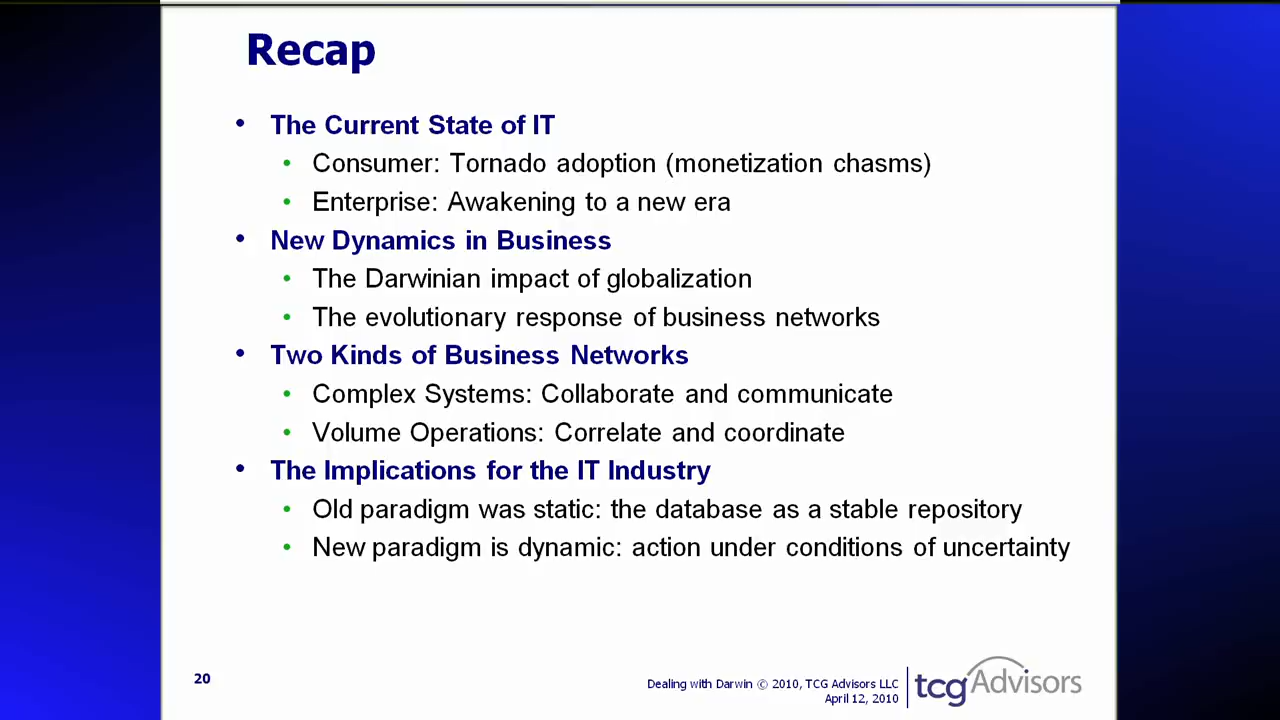 Recap
• The Current State of IT
• Consumer: Tornado adoption (monetization chasms)
• Enterprise: Awakening to a new era
• New Dynamics in Business
• The Darwinian impact of globalization
• The evolutionary response of business networks
• Two Kinds of Business Networks
• Complex Systems: Collaborate and communicate
• Volume Operations: Correlate and coordinate
• The Implications for the IT Industry
• Old paradigm was static: the database as a stable repository
• New paradigm is dynamic: action under conditions of uncertainty
20
Dealing with Darwin © 2010, TCG Advisors LLC
April 12, 2010
tcgAdvisors